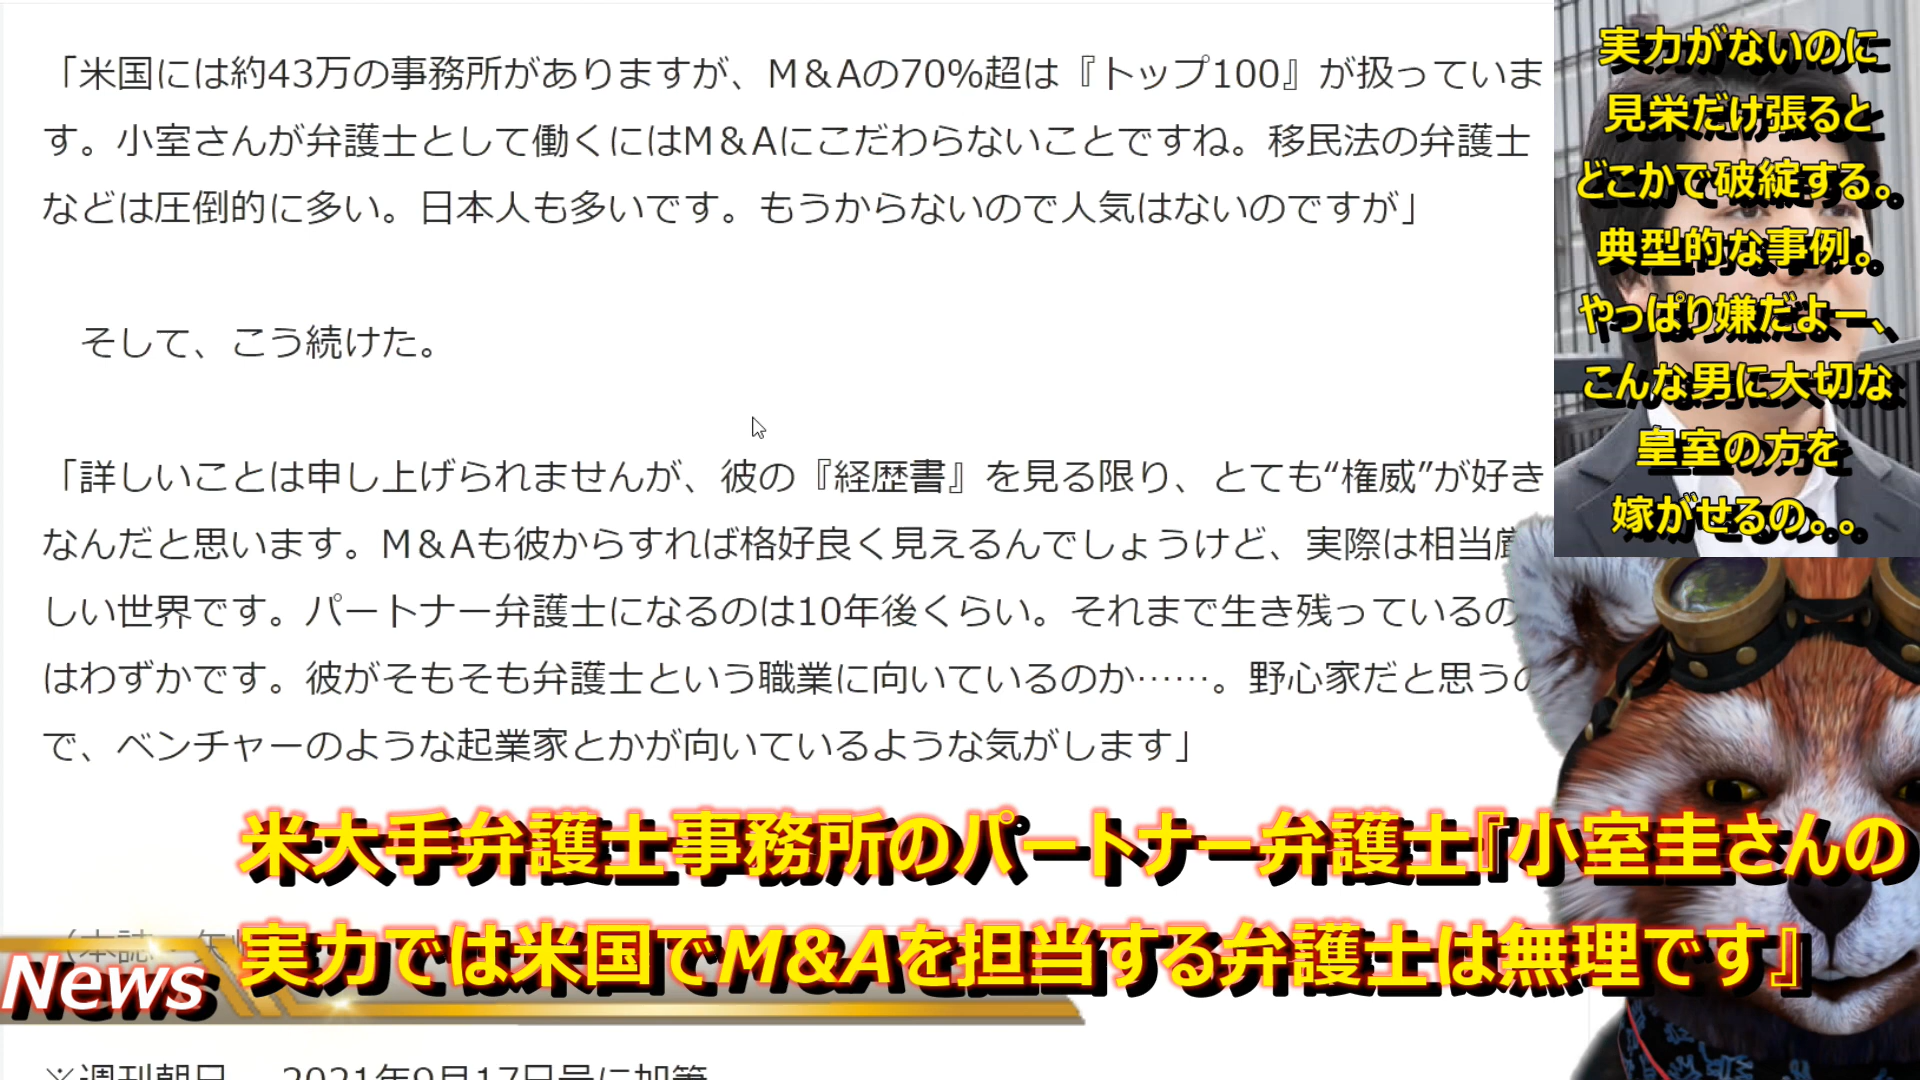 「米国には約43万の事務所がありますが、M＆Aの70%超は『トップ100』が扱っていま
す。小室さんが弁護士として働くにはM＆Aにこだわらないことですね。移民法の弁護士
などは圧倒的に多い。日本人も多いです。もうからないので人気はないのですが」
そして、こう続けた。
「詳しいことは申し上げられませんが、彼の『経歴書』を見る限り、とても“権威”が好き
なんだと思います。M＆Aも彼からすれば格好良く見えるんでしょうけど、実際は相当厳
しい世界です。パートナー弁護士になるのは10年後くらい。それまで生き残っているの
はわずかです。彼がそもそも弁護士という職業に向いているのか……。野心家だと思うの
で、ベンチャーのような起業家とかが向いているような気がします」
実力がないのに
見栄だけ張ると
どこかで破綻する。
典型的な事例。
やっぱり嫌だよー、
こんな男に大切な
皇室の方を
嫁がせるの。。。
米大手弁護士事務所のパートナー弁護士『小室圭さんの
実力では米国でM&Aを担当する弁護士は無理です』
（本誌・矢
News
※週刊朝日 2021年9月17日号に加筆